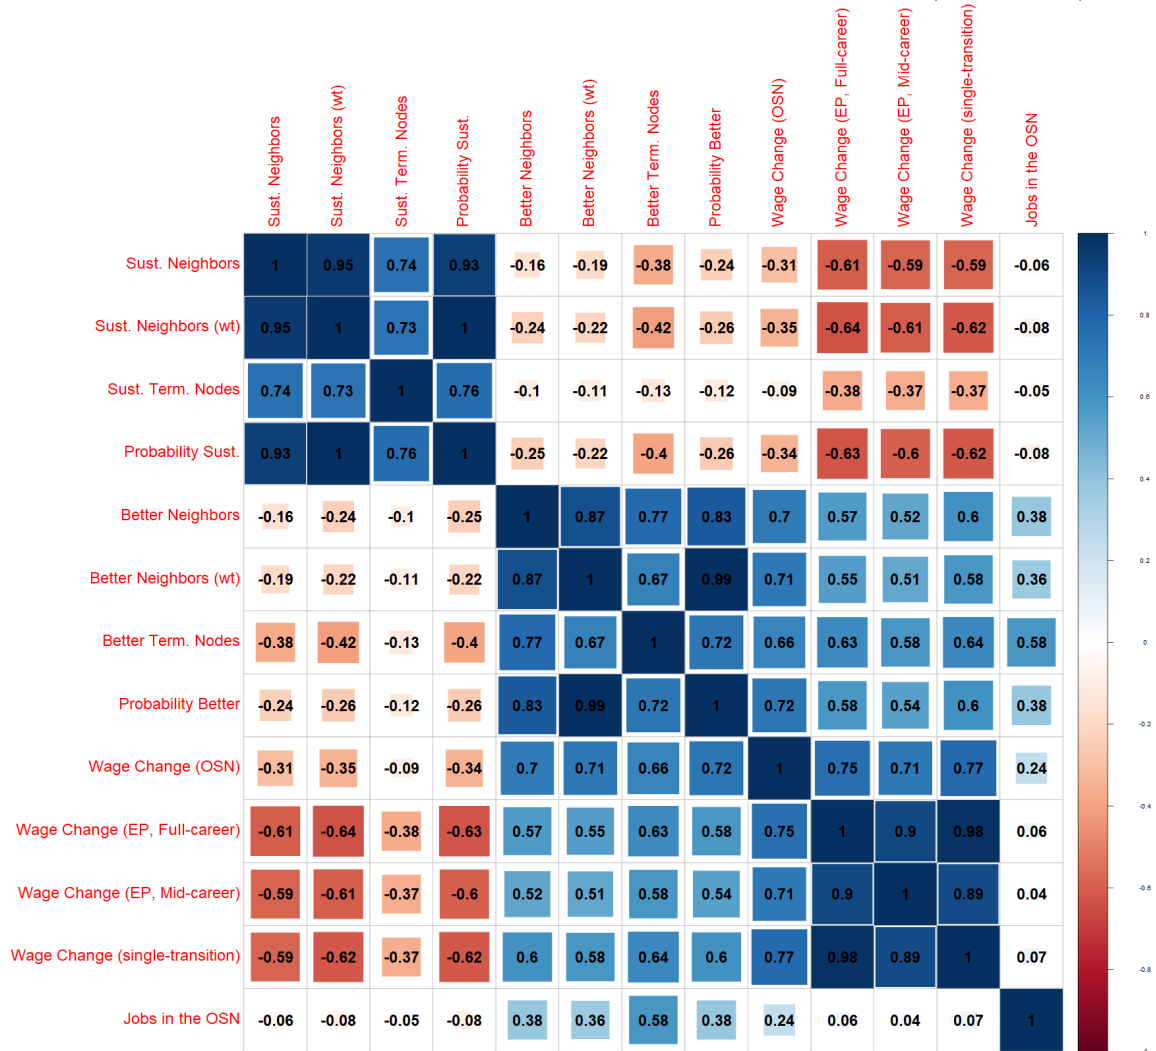 Sust. Neighbors
Sust. Neighbors (wt)
Sust. Term. Nodes
Probability Sust.
Better Neighbors
Better Neighbors (wt)
Better Term. Nodes
Probability Better
Wage Change (OSN)
Wage Change (EP, Full-career)
Wage Change (EP, Mid-career)
Wage Change (single-transition)
Jobs in the OSN
Sust. Neighbors 1 0.95 0.74 0.93 -0.16 -0.19 -0.38 -0.24 -0.31 -0.61 -0.59 -0.59 -0.06
Sust. Neighbors (wt) 0.95 1 0.73 1 -0.24 -0.22 -0.42 -0.26 -0.35 -0.64 -0.61 -0.62 -0.08
Sust. Term. Nodes 0.74 0.73 1 0.76 -0.1 -0.11 -0.13 -0.12 -0.09 -0.38 -0.37 -0.37 -0.05
Probability Sust. 0.93 1 0.76 1 -0.25 -0.22 -0.4 -0.26 -0.34 -0.63 -0.6 -0.62 -0.08
Better Neighbors -0.16 -0.24 -0.1 -0.25 1 0.87 0.77 0.83 0.7 0.57 0.52 0.6 0.38
Better Neighbors (wt) -0.19 -0.22 -0.11 -0.22 0.87 1 0.67 0.99 0.71 0.55 0.51 0.58 0.36
Better Term. Nodes -0.38 -0.42 -0.13 -0.4 0.77 0.67 1 0.72 0.66 0.63 0.58 0.64 0.58
Probability Better -0.24 -0.26 -0.12 -0.26 0.83 0.99 0.72 1 0.72 0.58 0.54 0.6 0.38
Wage Change (OSN) -0.31 -0.35 -0.09 -0.34 0.7 0.71 0.66 0.72 1 0.75 0.71 0.77 0.24
Wage Change (EP, Full-career) -0.61 -0.64 -0.38 -0.63 0.57 0.55 0.63 0.58 0.75 1 0.9 0.98 0.06
Wage Change (EP, Mid-career) -0.59 -0.61 -0.37 -0.6 0.52 0.51 0.58 0.54 0.71 0.9 1 0.89 0.04
Wage Change (single-transition) -0.59 -0.62 -0.37 -0.62 0.6 0.58 0.64 0.6 0.77 0.98 0.89 1 0.07
Jobs in the OSN -0.06 -0.08 -0.05 -0.08 0.38 0.36 0.58 0.38 0.24 0.06 0.04 0.07 1
1
0.8
0.6
0.4
0.2
0
-0.2
-0.4
-0.6
-0.8